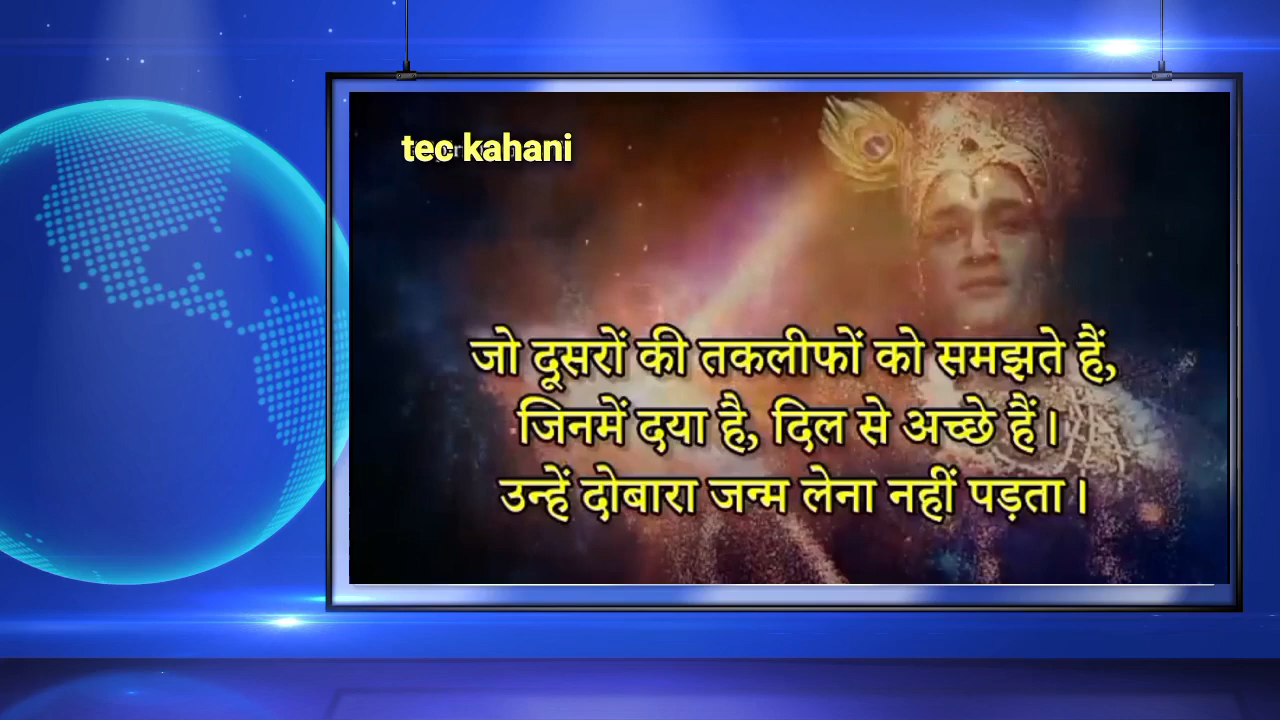 tec kahani
जो दूसरों की तकलीफों को समझते हैं,
जिनमें दया है, दिल से अच्छे हैं।
उन्हें दोबारा जन्म लेना नहीं पड़ता।